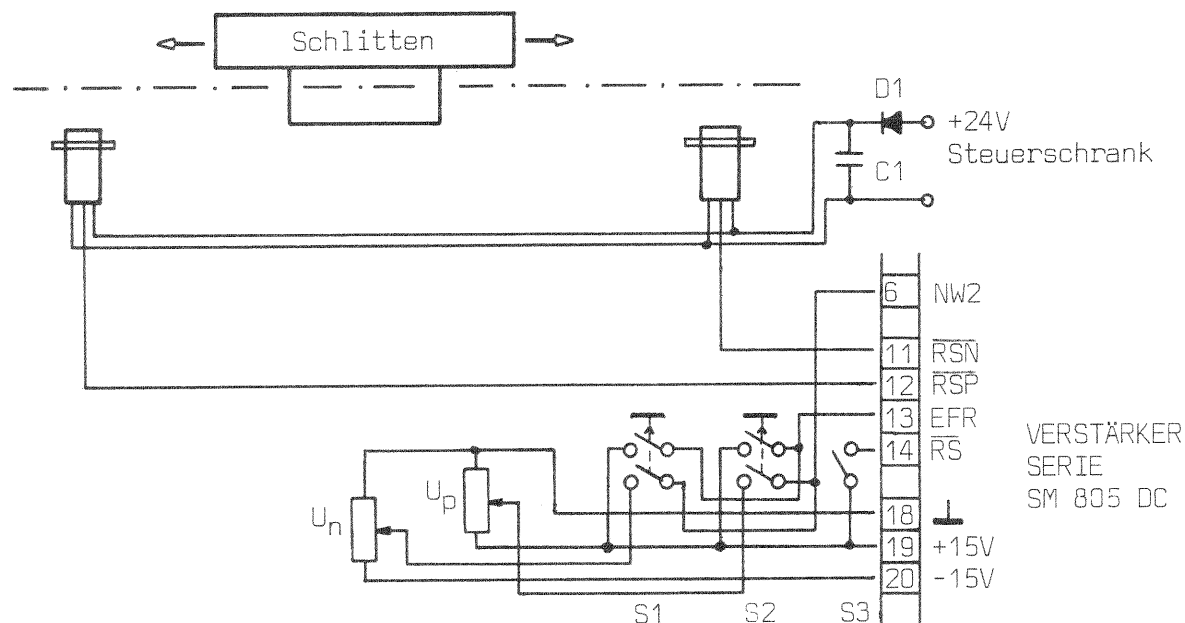 Schlitten
D1
+24V
Steuerschrank
C1
6 NW2
11 RSN
12 RSP
13 EFR
14 RS
VERSTÄRKER
SERIE
SM 805 DC
Up
Un
18
19 +15V
20 -15V
S1 S2 S3